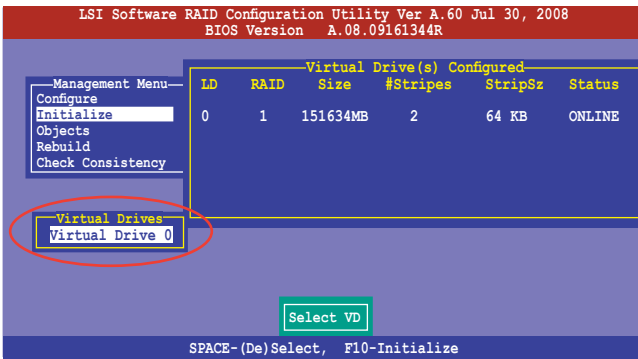 LSI Software RAID Configuration Utility Ver A.60 Jul 30, 2008
BIOS Version A.08.09161344R
Management Menu
Configure
Initialize
Objects
Rebuild
Check Consistency
Virtual Drive(s) Configured
LD RAID Size #Stripes StripSz Status
0 1 151634MB 2 64 KB ONLINE
Virtual Drives
Virtual Drive 0
Select VD
SPACE-(De)Select, F10-Initialize